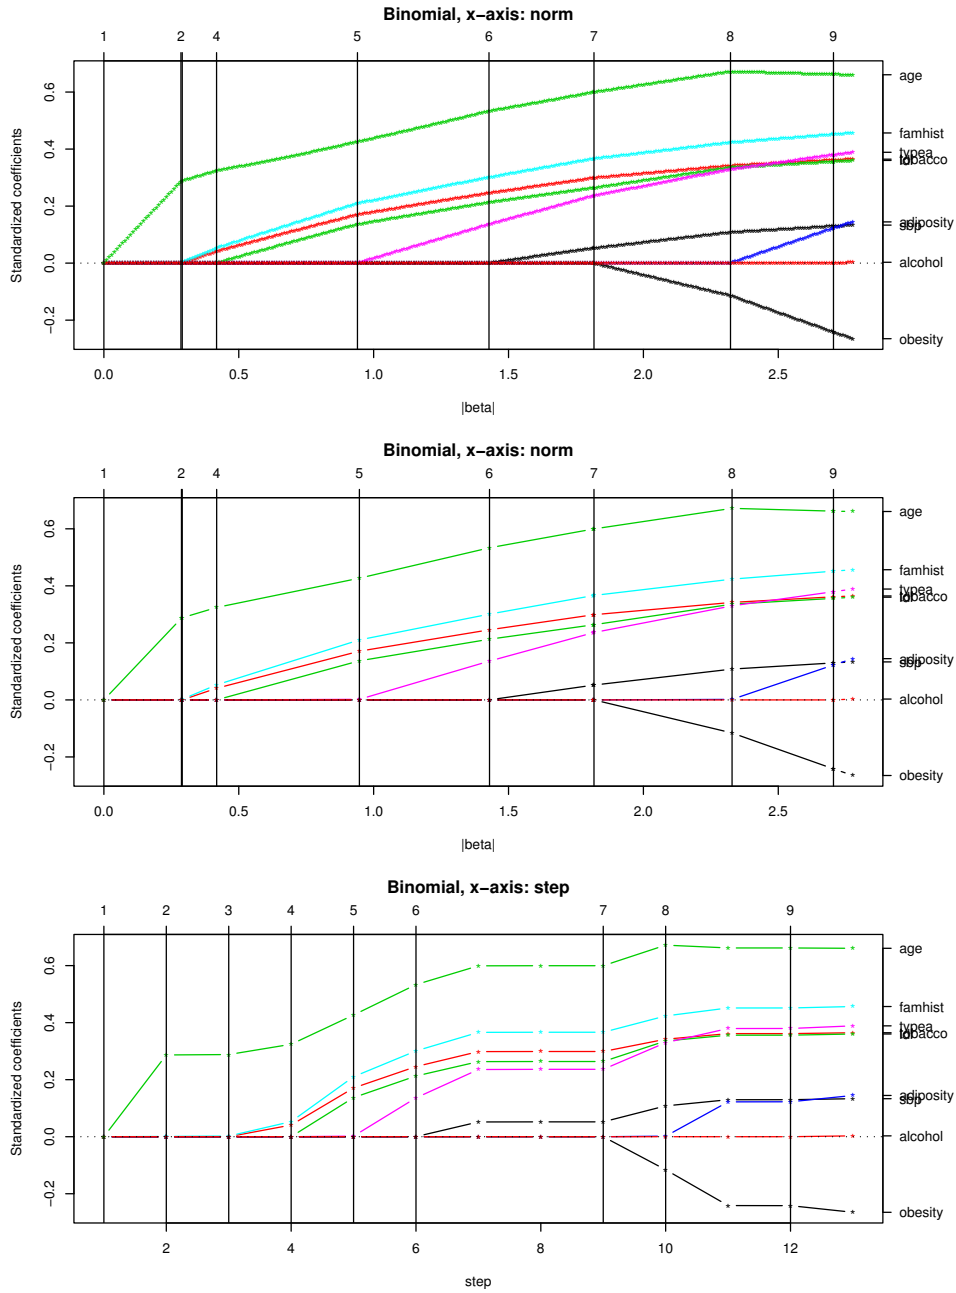 Binomial, x−axis: norm
1 2 4 5 6 7 8 9
Standardized coefficients
0.6
0.4
0.2
0.0
−0.2
age
famhist
typea
tobacco
adiposity
sbp
alcohol
obesity
0.0 0.5 1.0 1.5 2.0 2.5
|beta|
Binomial, x−axis: norm
1 2 4 5 6 7 8 9
Standardized coefficients
0.6
0.4
0.2
0.0
−0.2
age
famhist
typea
tobacco
adiposity
sbp
alcohol
obesity
0.0 0.5 1.0 1.5 2.0 2.5
|beta|
Binomial, x−axis: step
1 2 3 4 5 6 7 8 9
Standardized coefficients
0.6
0.4
0.2
0.0
−0.2
age
famhist
typea
tobacco
adiposity
sbp
alcohol
obesity
2 4 6 8 10 12
step